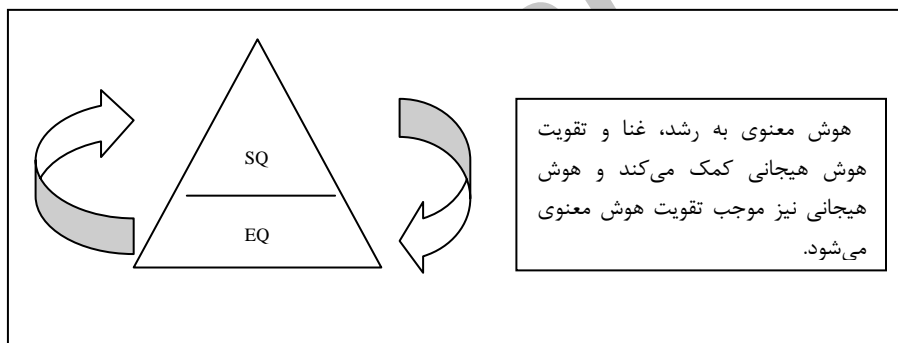 SQ
EQ
هوش معنوی به رشد، غنا و تقویت
هوش هیجانی کمک می‌کند و هوش
هیجانی نیز موجب تقویت هوش معنوی
می‌شود.